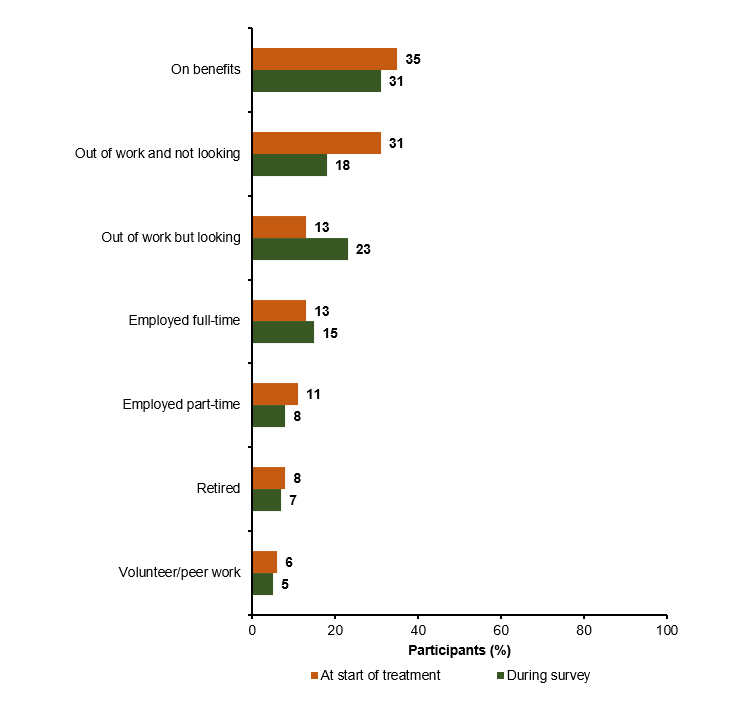 On benefits
35
31
Out of work and not looking
31
18
Out of work but looking
13
23
Employed full-time
13
15
Employed part-time
11
8
Retired
8
7
Volunteer/peer work
6
5
0 20 40 60 80 100
Participants (%)
At start of treatment During survey